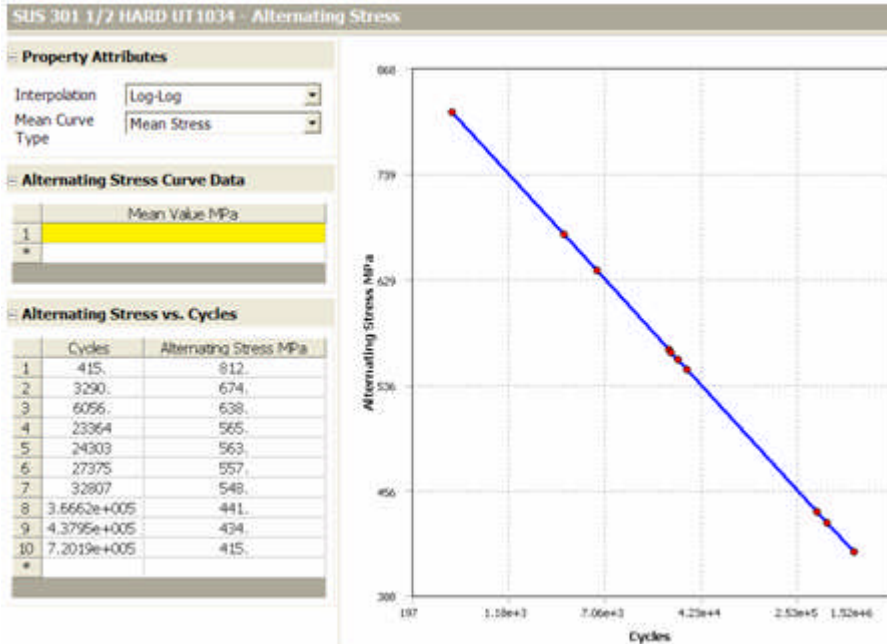 SUS 301 1/2 HARD UT1034 - Alternating Stress
Property Attributes
Interpolation Log-Log
Mean Curve Type Mean Stress
Alternating Stress Curve Data
Mean Value MPa
1
*
Alternating Stress vs. Cycles
Cycles Alternating Stress MPa
1 415. 812.
2 3290. 674.
3 6056. 638.
4 23364 565.
5 24303 563.
6 27375 557.
7 32807 548.
8 3.6662e+005 441.
9 4.3795e+005 434.
10 7.2019e+005 415.
*
868
739
629
536
456
388
Alternating Stress MPa
197 1.18e+3 7.06e+3 4.23e+4 2.53e+5 1.52e+6
Cycles